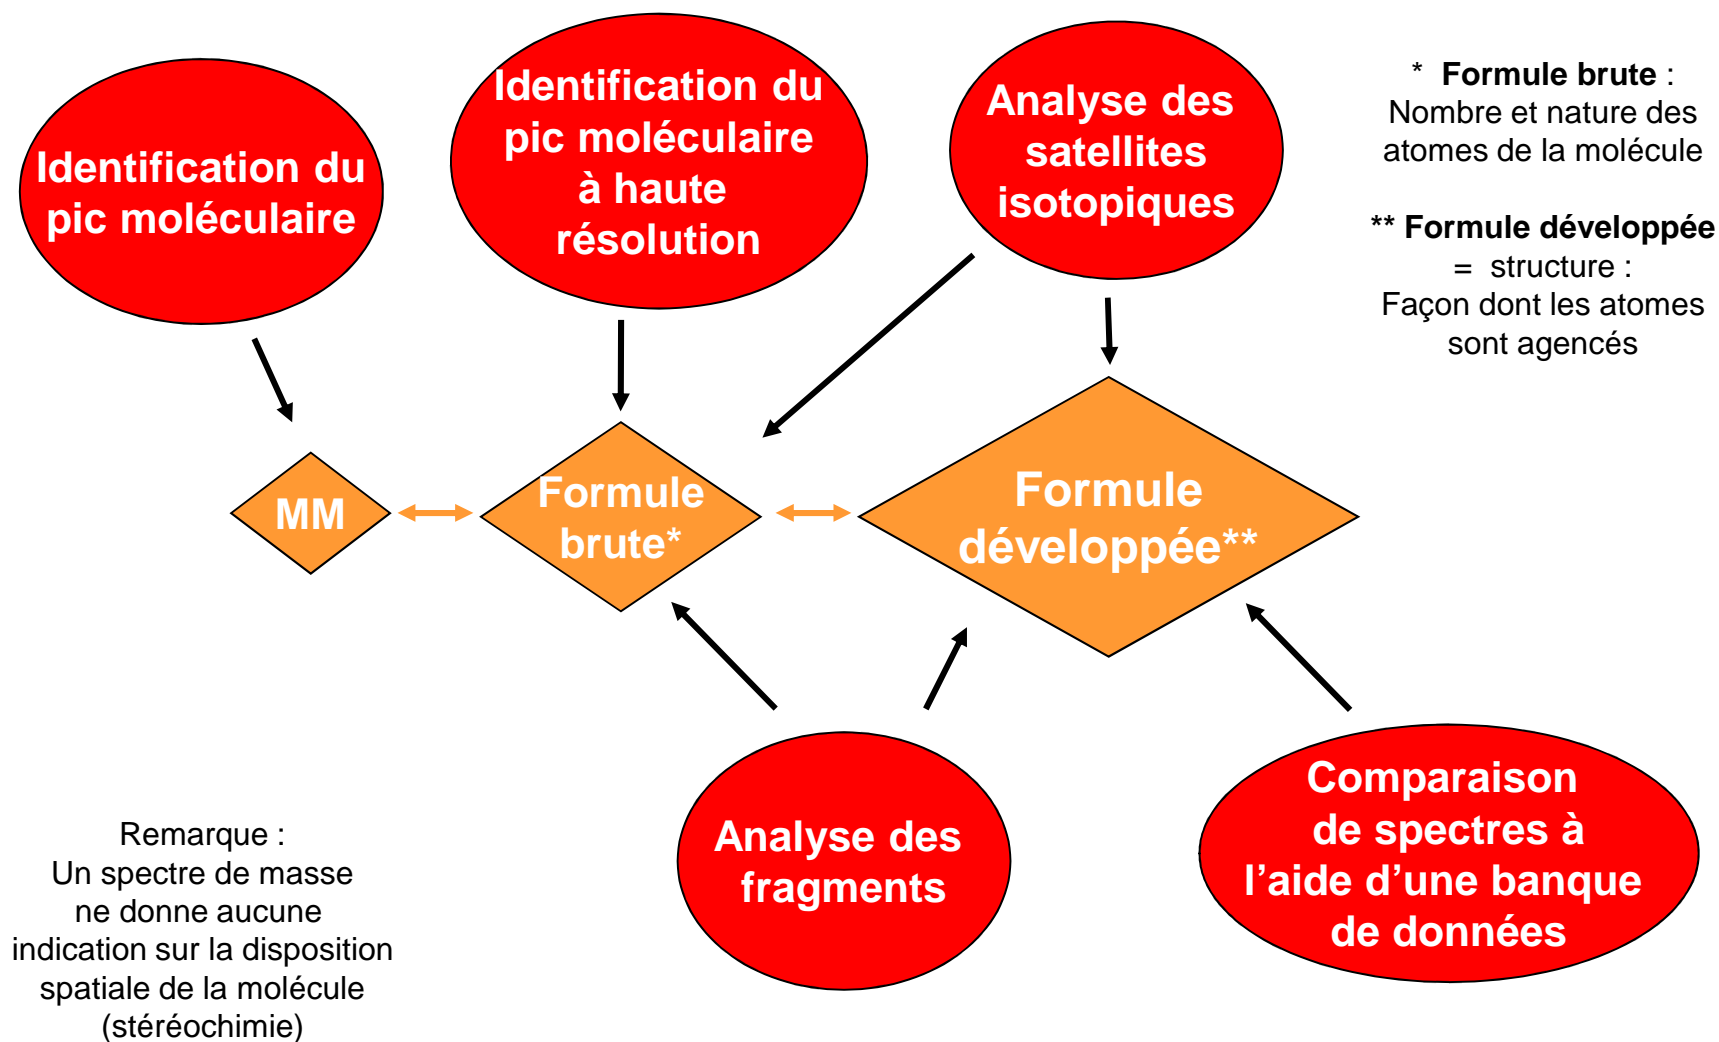 Identification du
pic moléculaire
Identification du
pic moléculaire
à haute
résolution
Analyse des
satellites
isotopiques
* Formule brute :
Nombre et nature des
atomes de la molécule
** Formule développée
= structure :
Façon dont les atomes
sont agencés
MM
Formule
brute*
Formule
développée**
Remarque :
Un spectre de masse
ne donne aucune
indication sur la disposition
spatiale de la molécule
(stéréochimie)
Analyse des
fragments
Comparaison
de spectres à
l’aide d’une banque
de données